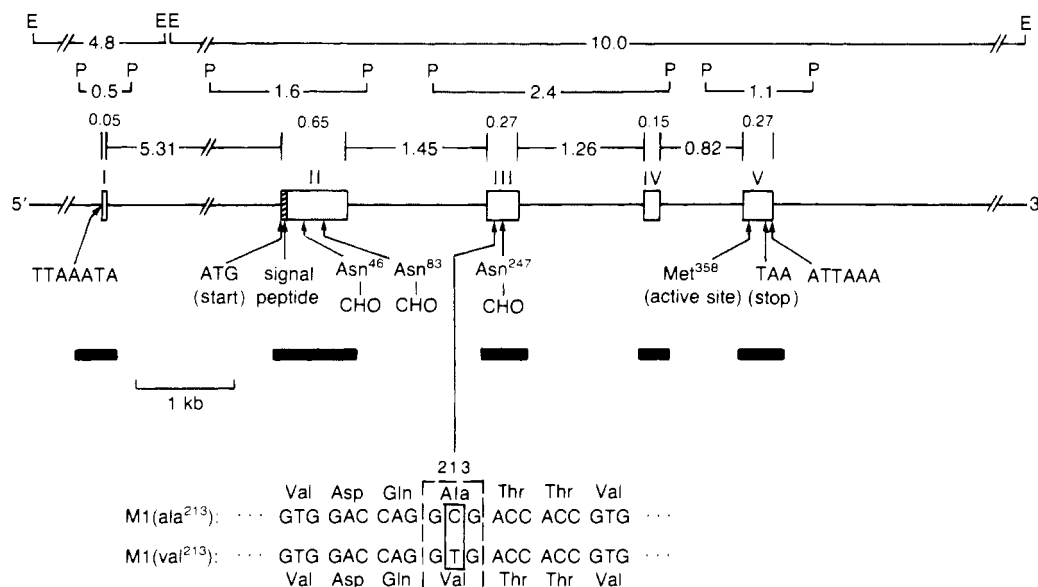 E EE E
4.8 10.0
P P P P P P P P
0.5 1.6 2.4 1.1
0.05 0.65 0.27 0.15 0.27
5.31 1.45 1.26 0.82
I II III IV V
5' 3
TTAAATA ATG signal Asn46 Asn83 Asn247 Met358 TAA ATTAAA
(start) peptide CHO CHO CHO (active site) (stop)
1 kb
213
Val Asp Gln Ala Thr Thr Val
M1(ala213): ··· GTG GAC CAG GCG ACC ACC GTG ···
M1(val213): ··· GTG GAC CAG GTG ACC ACC GTG ···
Val Asp Gln Val Thr Thr Val